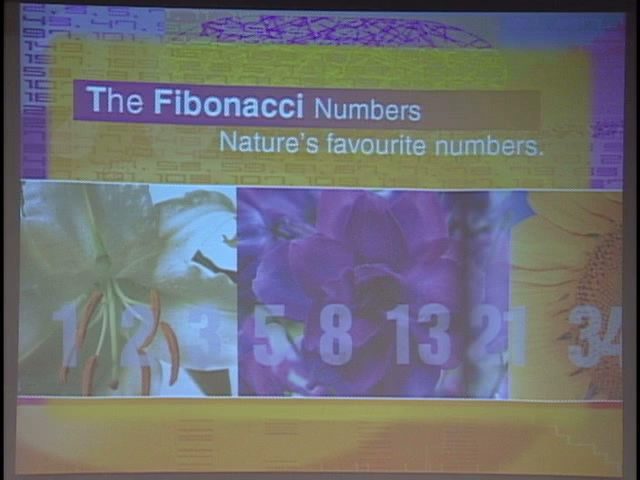 The Fibonacci Numbers
Nature's favourite numbers.
1 2 3 5 8 13 21 34